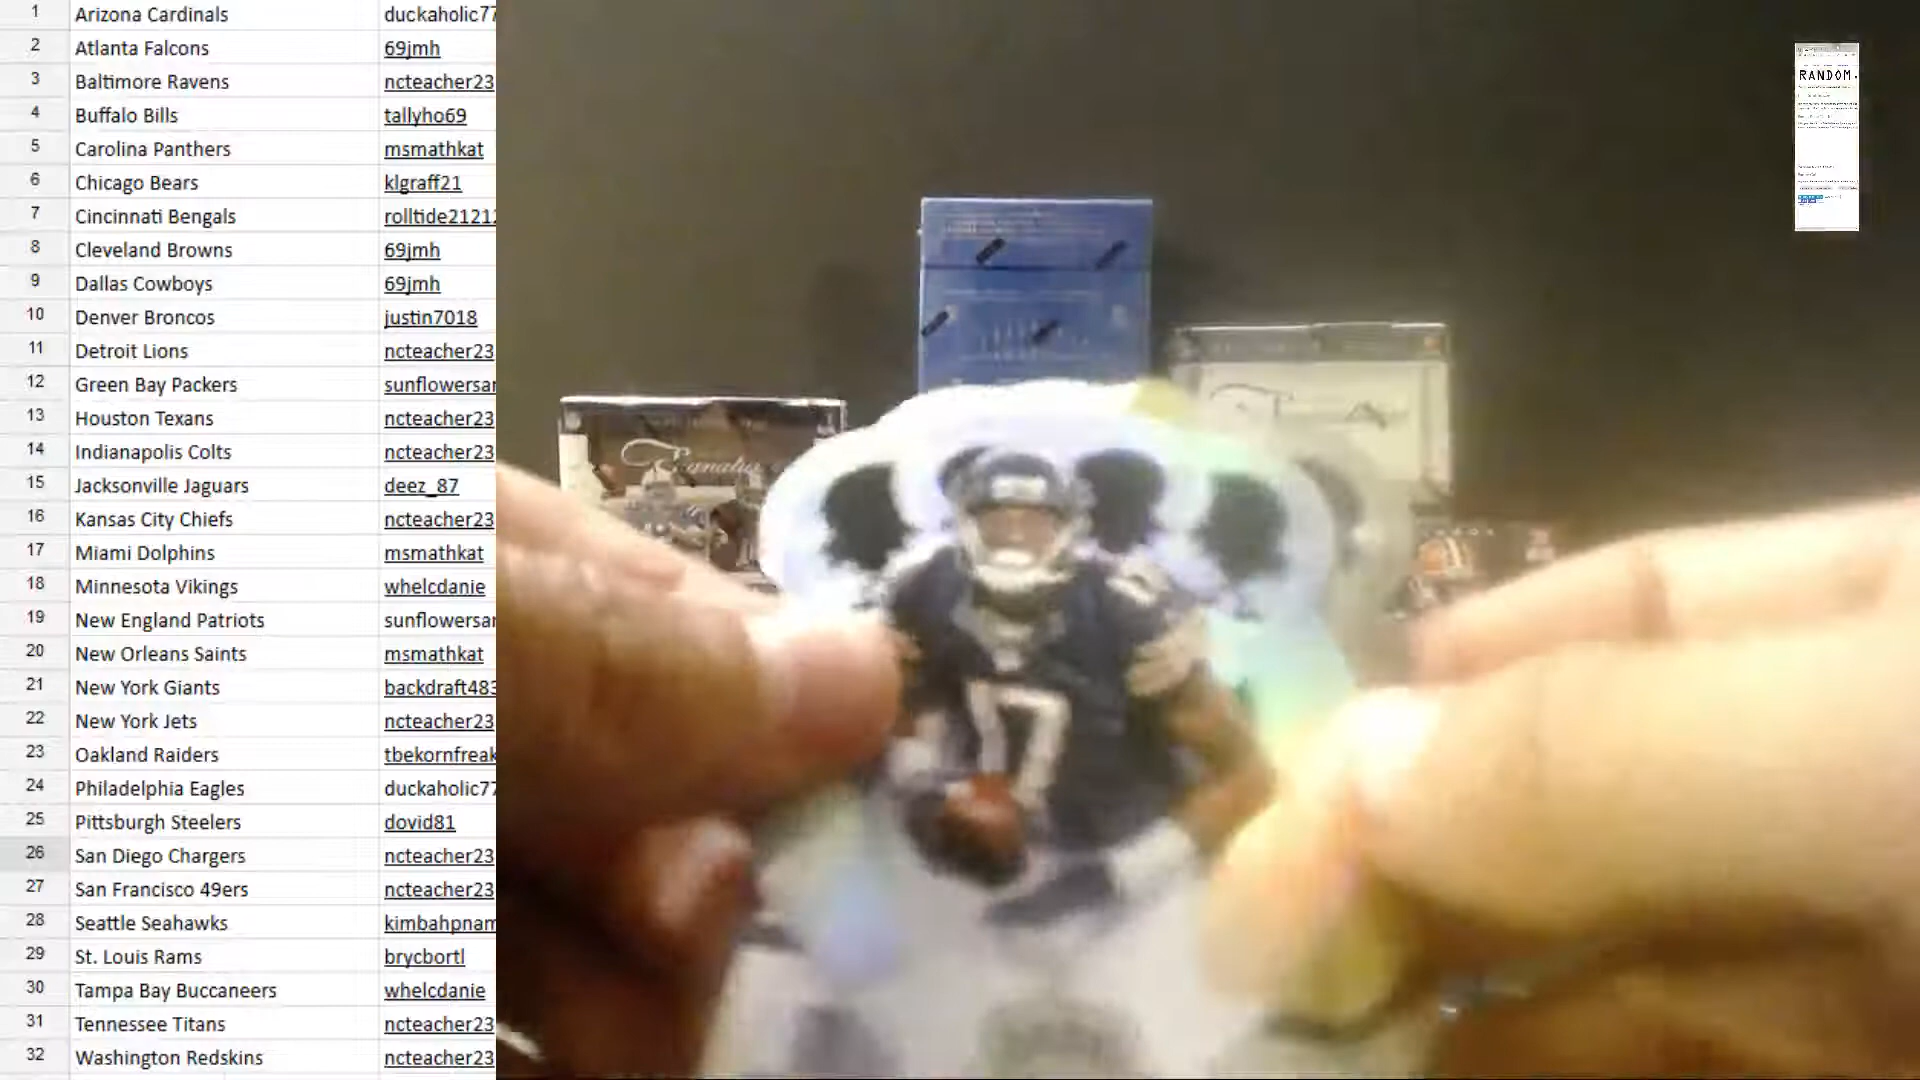 1 Arizona Cardinals duckaholic77
2 Atlanta Falcons 69jmh
3 Baltimore Ravens ncteacher23
4 Buffalo Bills tallyho69
5 Carolina Panthers msmathkat
6 Chicago Bears klgraff21
7 Cincinnati Bengals rolltide21212
8 Cleveland Browns 69jmh
9 Dallas Cowboys 69jmh
10 Denver Broncos justin7018
11 Detroit Lions ncteacher23
12 Green Bay Packers sunflowersar
13 Houston Texans ncteacher23
14 Indianapolis Colts ncteacher23
15 Jacksonville Jaguars deez_87
16 Kansas City Chiefs ncteacher23
17 Miami Dolphins msmathkat
18 Minnesota Vikings whelcdanie
19 New England Patriots sunflowersar
20 New Orleans Saints msmathkat
21 New York Giants backdraft483
22 New York Jets ncteacher23
23 Oakland Raiders tbekornfreak
24 Philadelphia Eagles duckaholic77
25 Pittsburgh Steelers dovid81
26 San Diego Chargers ncteacher23
27 San Francisco 49ers ncteacher23
28 Seattle Seahawks kimbahpnam
29 St. Louis Rams brycbortl
30 Tampa Bay Buccaneers whelcdanie
31 Tennessee Titans ncteacher23
32 Washington Redskins ncteacher23
RANDOM.
17